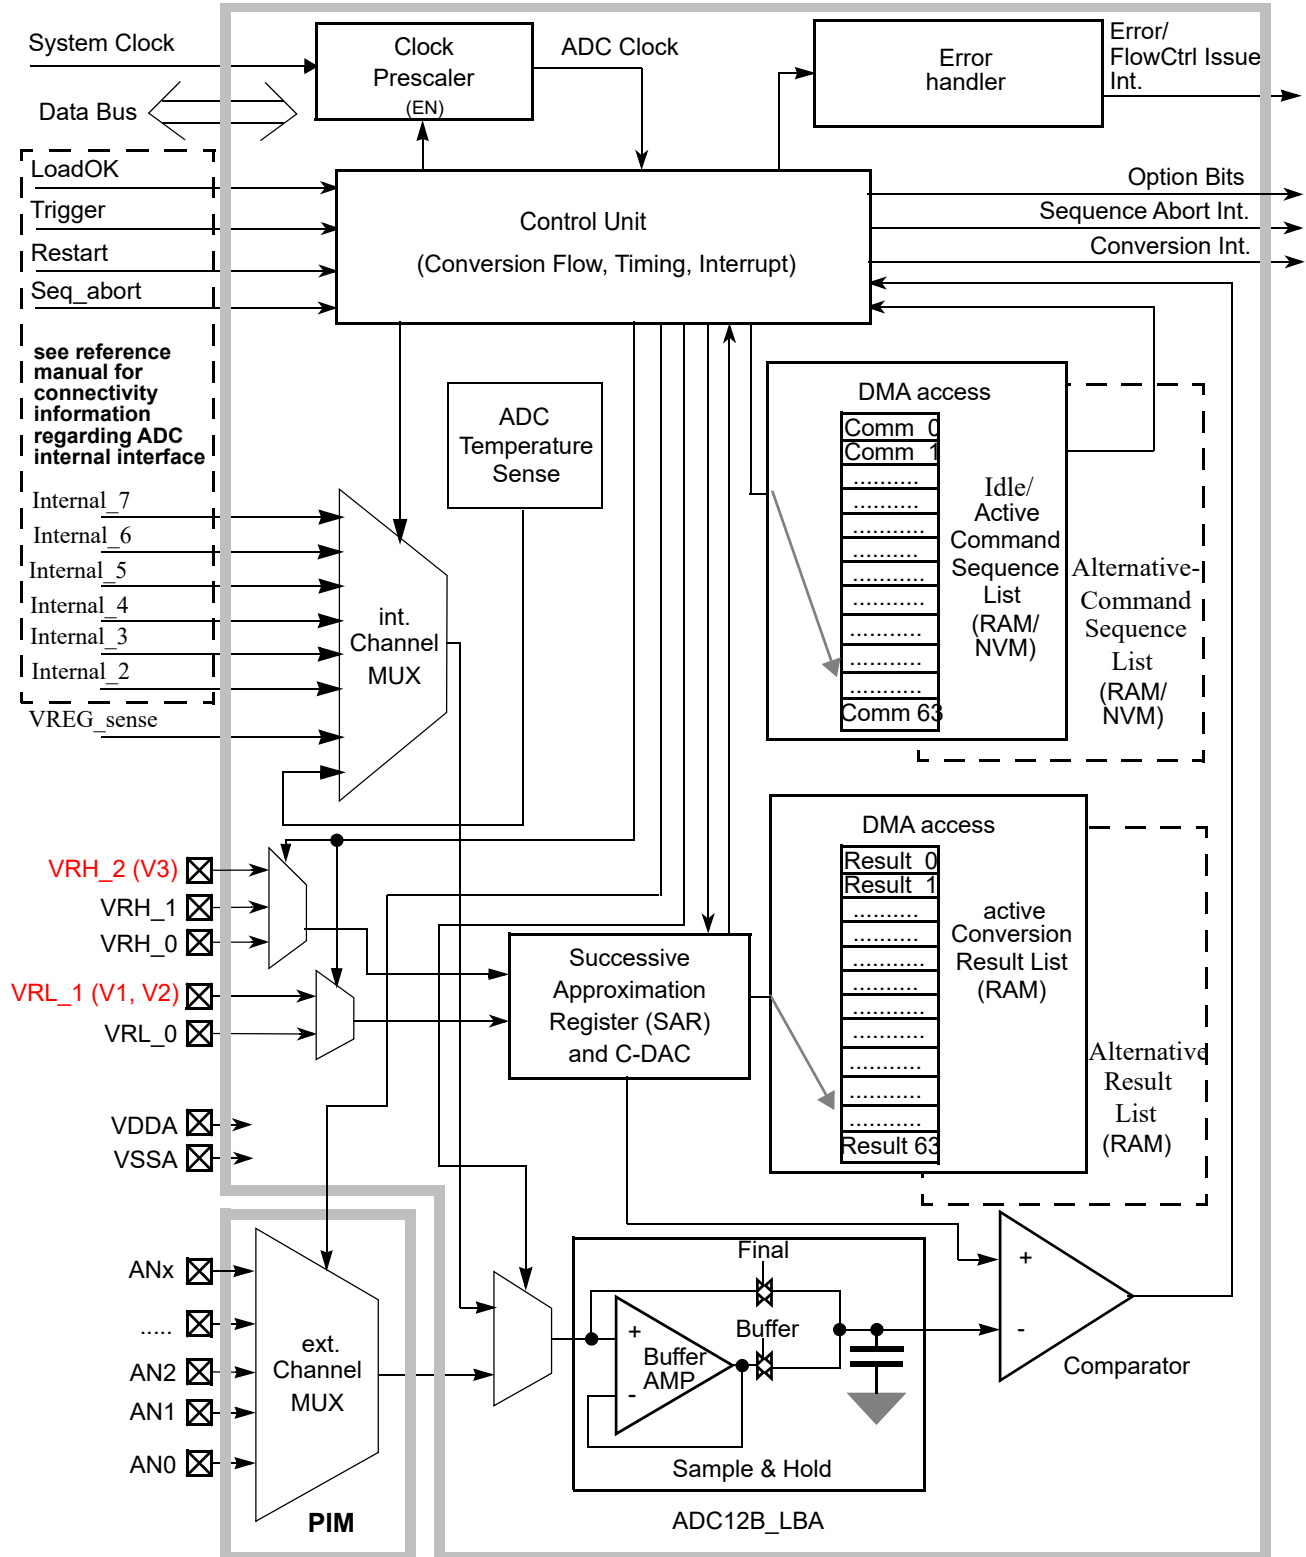 System Clock
Clock
Prescaler
(EN)
ADC Clock
Error
handler
Error/
FlowCtrl Issue
Int.
Data Bus
LoadOK
Trigger
Restart
Seq_abort
Control Unit
(Conversion Flow, Timing, Interrupt)
Option Bits
Sequence Abort Int.
Conversion Int.
see reference
manual for
connectivity
information
regarding ADC
internal interface
ADC
Temperature
Sense
Internal_7
Internal_6
Internal_5
Internal_4
Internal_3
Internal_2
VREG_sense
int.
Channel
MUX
DMA access
Comm 0
Comm 1
..........
..........
...........
..........
...........
...........
...........
...........
...........
Comm 63
Idle/
Active
Command
Sequence
List
(RAM/
NVM)
Alternative-
Command
Sequence
List
(RAM/
NVM)
VRH_2 (V3)
VRH_1
VRH_0
VRL_1 (V1, V2)
VRL_0
VDDA
VSSA
Successive
Approximation
Register (SAR)
and C-DAC
DMA access
Result 0
Result 1
..........
..........
...........
..........
...........
...........
...........
...........
...........
Result 63
active
Conversion
Result List
(RAM)
Alternative
Result
List
(RAM)
ANx
.....
AN2
AN1
AN0
ext.
Channel
MUX
PIM
Final
Buffer
+
-
Buffer
AMP
Sample & Hold
+
-
Comparator
ADC12B_LBA